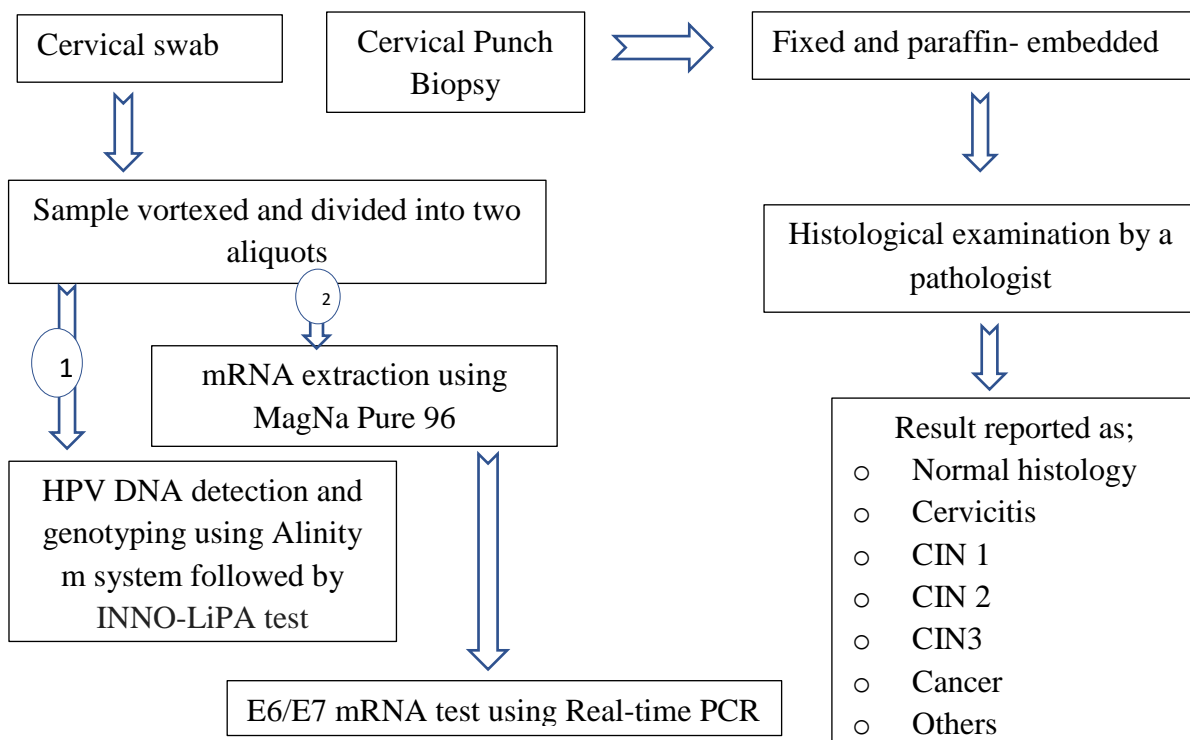 Cervical swab
Cervical Punch
Biopsy
Fixed and paraffin- embedded
Sample vortexed and divided into two
aliquots
Histological examination by a
pathologist
2
1
mRNA extraction using
MagNa Pure 96
HPV DNA detection and
genotyping using Alinity
m system followed by
INNO-LiPA test
E6/E7 mRNA test using Real-time PCR
Result reported as;
o Normal histology
o Cervicitis
o CIN 1
o CIN 2
o CIN3
o Cancer
o Others